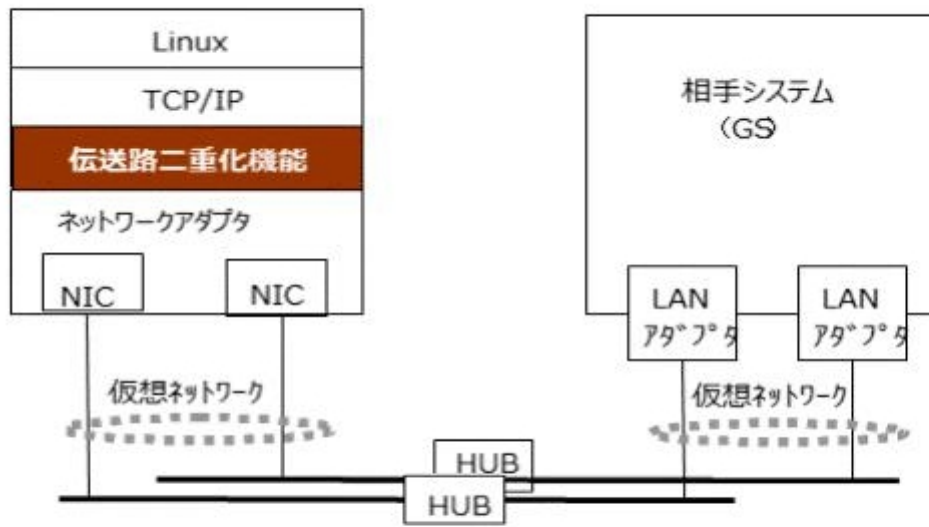 Linux
TCP/IP
伝送路二重化機能
ネットワークアダプタ
NIC
NIC
仮想ネットワーク
相手システム
（GS）
LAN
アダプタ
LAN
アダプタ
仮想ネットワーク
HUB
HUB